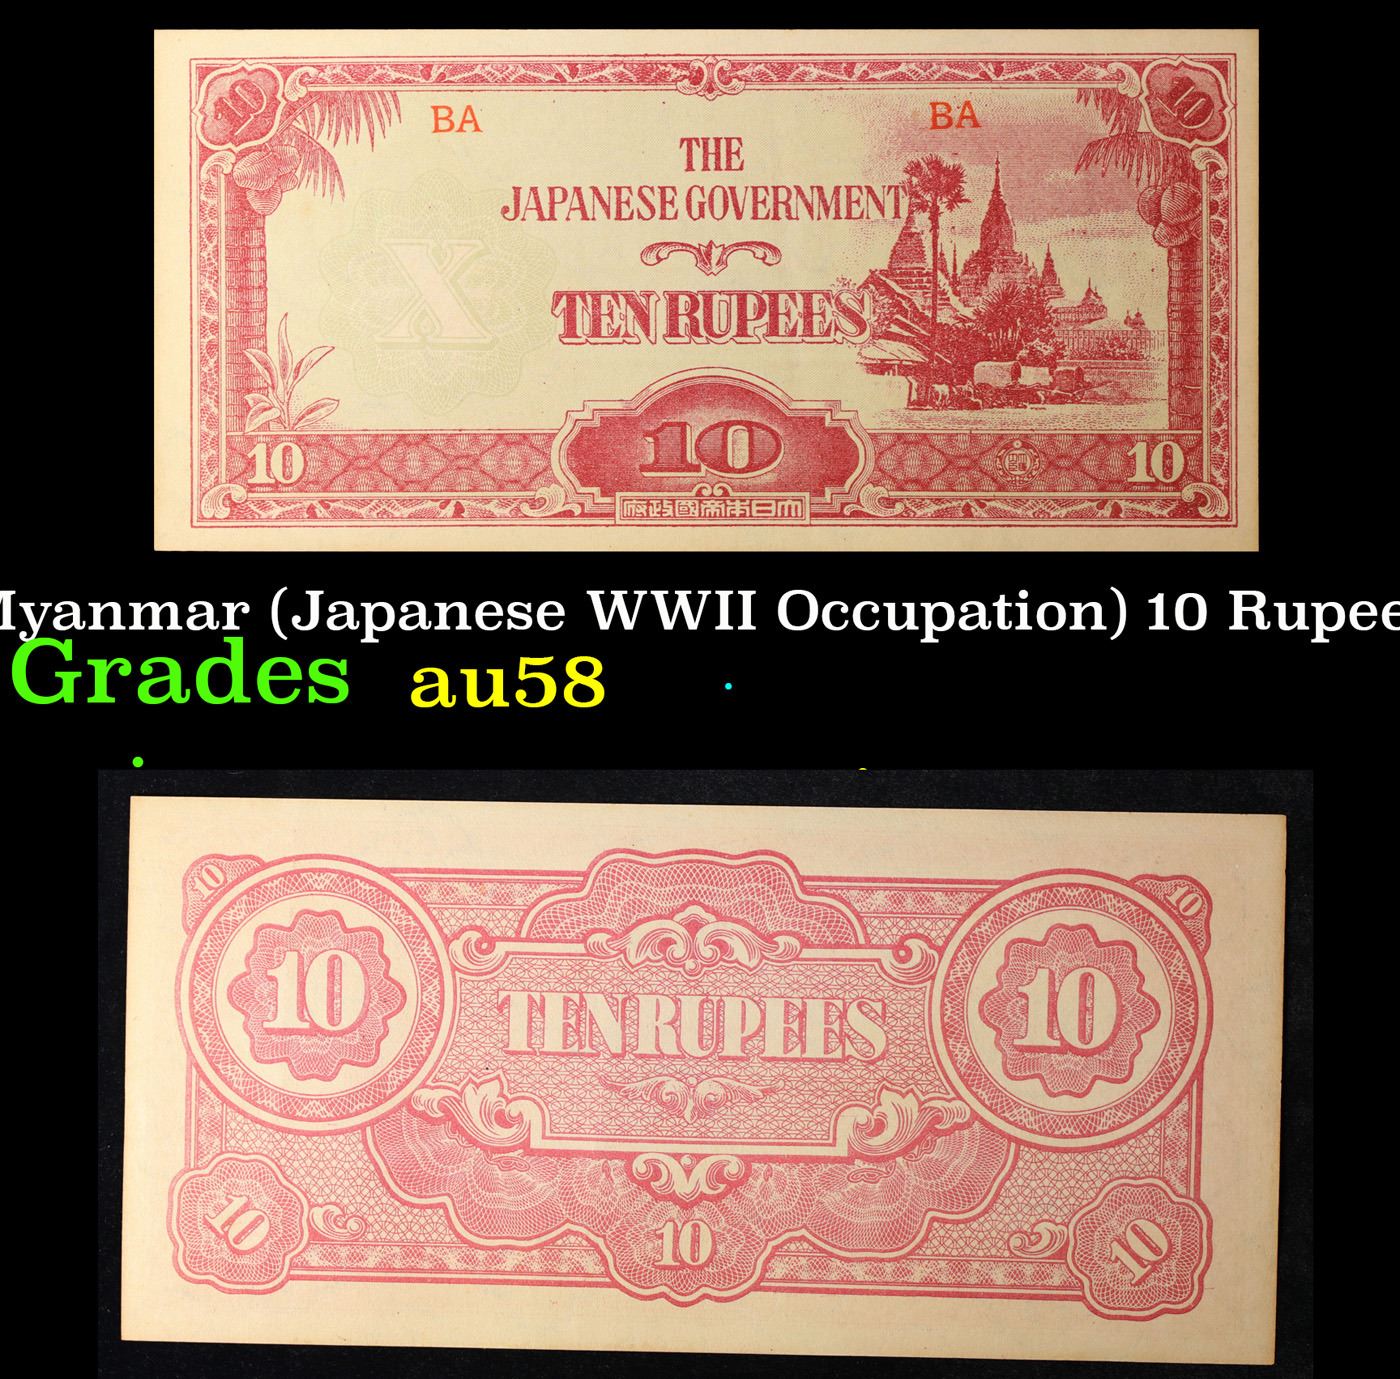 10 10
BA BA
THE
JAPANESE GOVERNMENT
X
TEN RUPEES
10
10 10
府政國帝本日大
Myanmar (Japanese WWII Occupation) 10 Rupee
Grades au58
10 10
10 10
TEN RUPEES
10 10 10